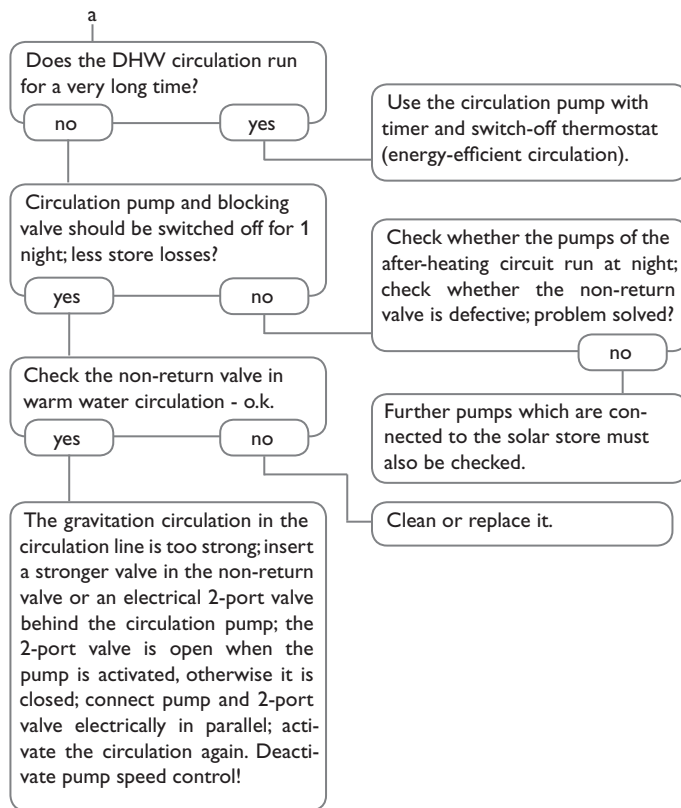 a
Does the DHW circulation run
for a very long time?
no
yes
Use the circulation pump with
timer and switch-off thermostat
(energy-efficient circulation).
Circulation pump and blocking
valve should be switched off for 1
night; less store losses?
yes
no
Check whether the pumps of the
after-heating circuit run at night;
check whether the non-return
valve is defective; problem solved?
no
Further pumps which are con-
nected to the solar store must
also be checked.
Check the non-return valve in
warm water circulation - o.k.
yes
no
Clean or replace it.
The gravitation circulation in the
circulation line is too strong; insert
a stronger valve in the non-return
valve or an electrical 2-port valve
behind the circulation pump; the
2-port valve is open when the
pump is activated, otherwise it is
closed; connect pump and 2-port
valve electrically in parallel; acti-
vate the circulation again. Deacti-
vate pump speed control!